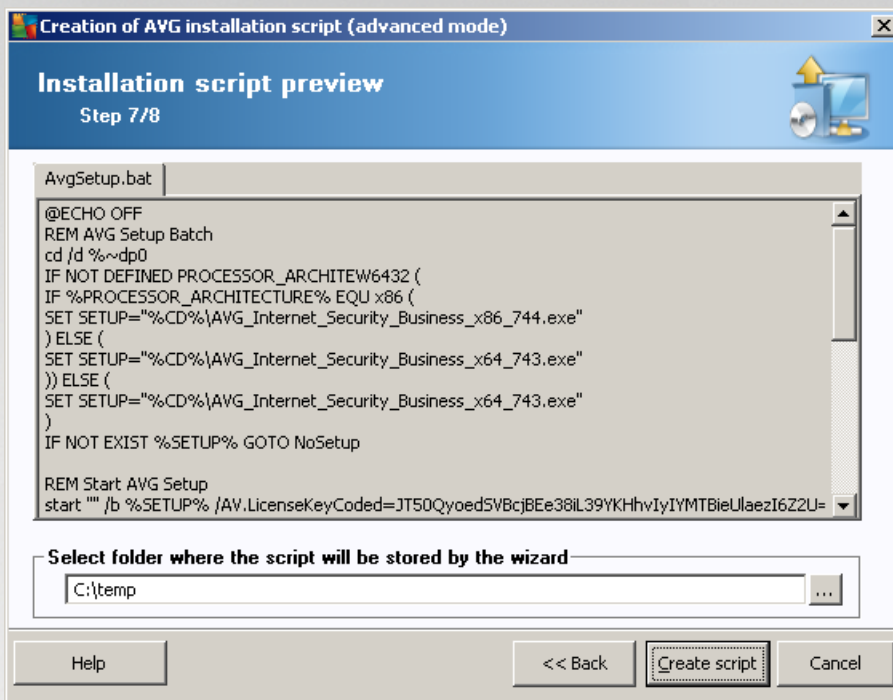 Creation of AVG installation script (advanced mode)
Installation script preview
Step 7/8
AvgSetup.bat
@ECHO OFF
REM AVG Setup Batch
cd /d %~dp0
IF NOT DEFINED PROCESSOR_ARCHITEW6432 (
IF %PROCESSOR_ARCHITECTURE% EQU x86 (
SET SETUP="%CD%\AVG_Internet_Security_Business_x86_744.exe"
) ELSE (
SET SETUP="%CD%\AVG_Internet_Security_Business_x64_743.exe"
)) ELSE (
SET SETUP="%CD%\AVG_Internet_Security_Business_x64_743.exe"
)
IF NOT EXIST %SETUP% GOTO NoSetup
REM Start AVG Setup
start "" /b %SETUP% /AV.LicenseKeyCoded=JT50QyoedSVBcjBEe38iL39YKHhvIyIYMTBieUlaezI6Z2U=
Select folder where the script will be stored by the wizard
C:\temp
...
Help
<< Back
Create script
Cancel